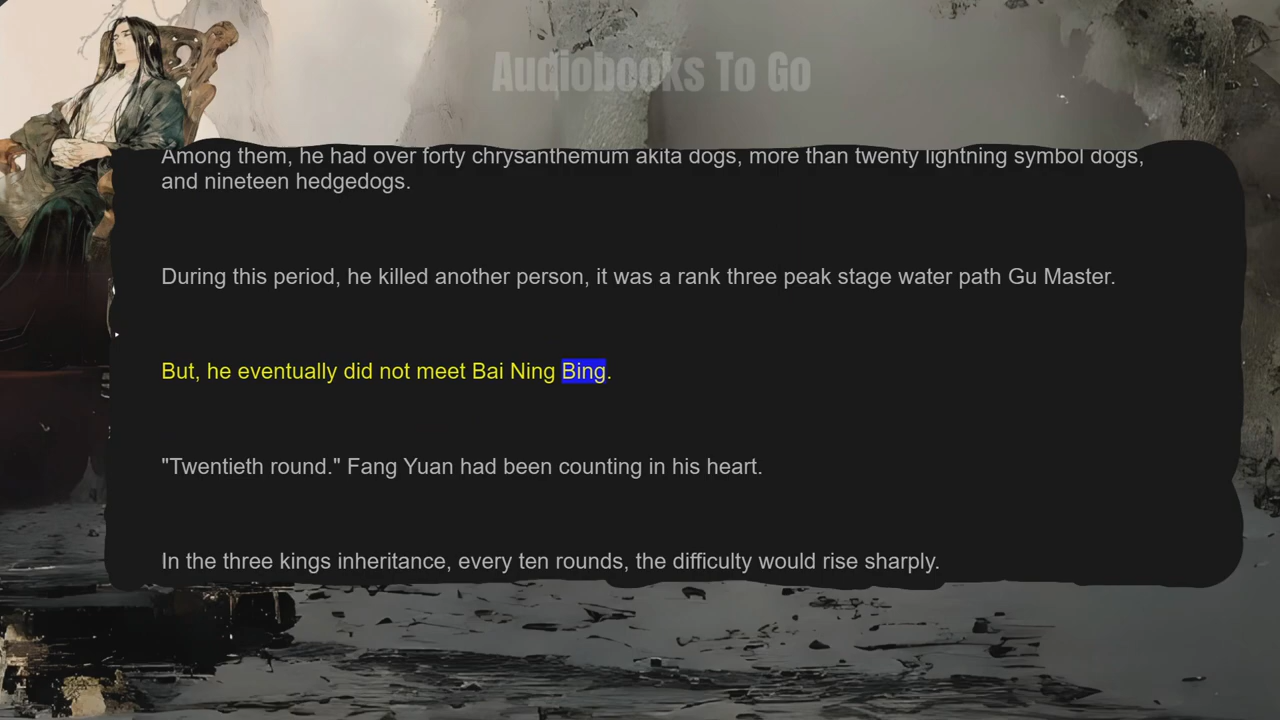 Audiobooks To Go
Among them, he had over forty chrysanthemum akita dogs, more than twenty lightning symbol dogs,
and nineteen hedgedogs.
During this period, he killed another person, it was a rank three peak stage water path Gu Master.
But, he eventually did not meet Bai Ning Bing.
"Twentieth round." Fang Yuan had been counting in his heart.
In the three kings inheritance, every ten rounds, the difficulty would rise sharply.